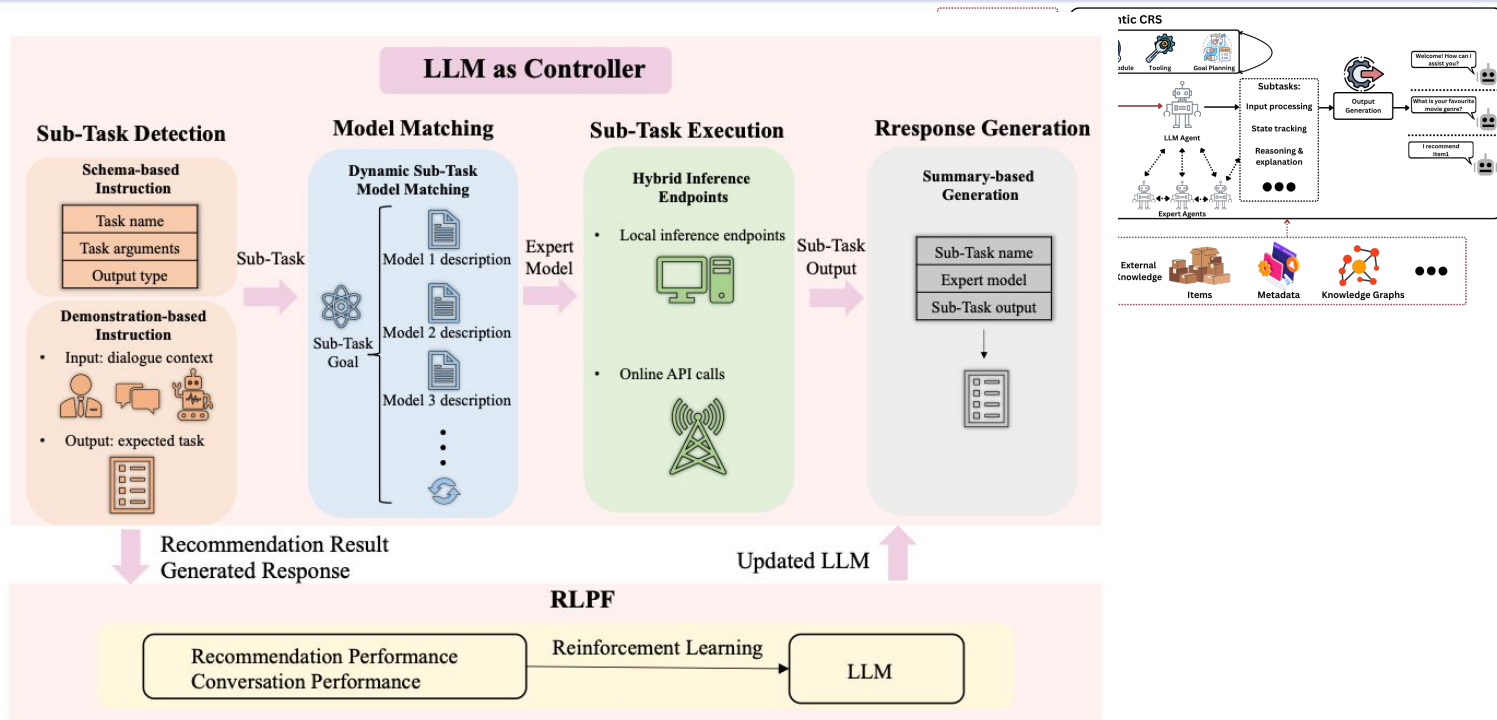 LLM as Controller
Sub-Task Detection
Schema-based
Instruction
Task name
Task arguments
Output type
Demonstration-based
Instruction
• Input: dialogue context
• Output: expected task
Sub-Task
Model Matching
Dynamic Sub-Task
Model Matching
Sub-Task
Goal
Model 1 description
Model 2 description
Model 3 description
Expert
Model
Sub-Task Execution
Hybrid Inference
Endpoints
• Local inference endpoints
• Online API calls
Sub-Task
Output
Rresponse Generation
Summary-based
Generation
Sub-Task name
Expert model
Sub-Task output
Recommendation Result
Generated Response
Updated LLM
RLPF
Recommendation Performance
Conversation Performance
Reinforcement Learning
LLM
ntic CRS
dule
Tooling
Goal Planning
LLM Agent
Expert Agents
Subtasks:
Input processing
State tracking
Reasoning &
explanation
Output
Generation
Welcome! How can I
assist you?
What is your favourite
movie genre?
I recommend
Item1
External
Knowledge
Items
Metadata
Knowledge Graphs